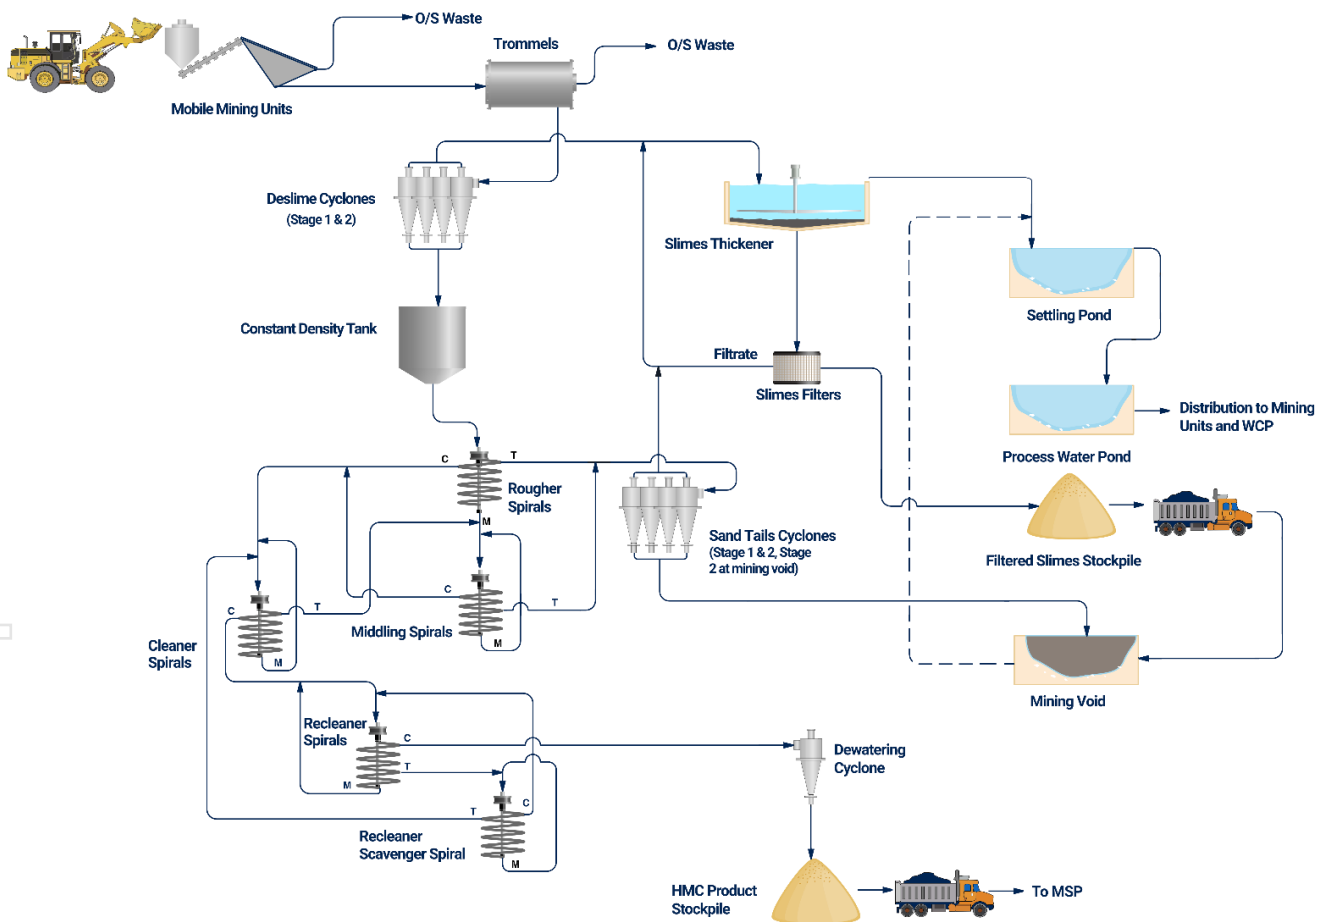 O/S Waste
Trommels
O/S Waste
Mobile Mining Units
Deslime Cyclones
(Stage 1 & 2)
Slimes Thickener
Settling Pond
Constant Density Tank
Filtrate
Slimes Filters
Distribution to Mining
Units and WCP
Process Water Pond
C
T
Rougher
Spirals
M
Sand Tails Cyclones
(Stage 1 & 2, Stage
2 at mining void)
Filtered Slimes Stockpile
C
T
Middling Spirals
M
C
T
Cleaner
Spirals
M
Mining Void
Recleaner
Spirals
C
T
M
Dewatering
Cyclone
T
C
Recleaner
Scavenger Spiral
M
HMC Product
Stockpile
To MSP